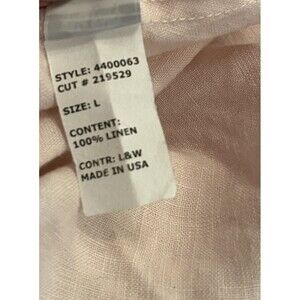 STYLE: 4400063
CUT # 219529
SIZE: L
CONTENT:
100% LINEN
CONTR: L&W
MADE IN USA